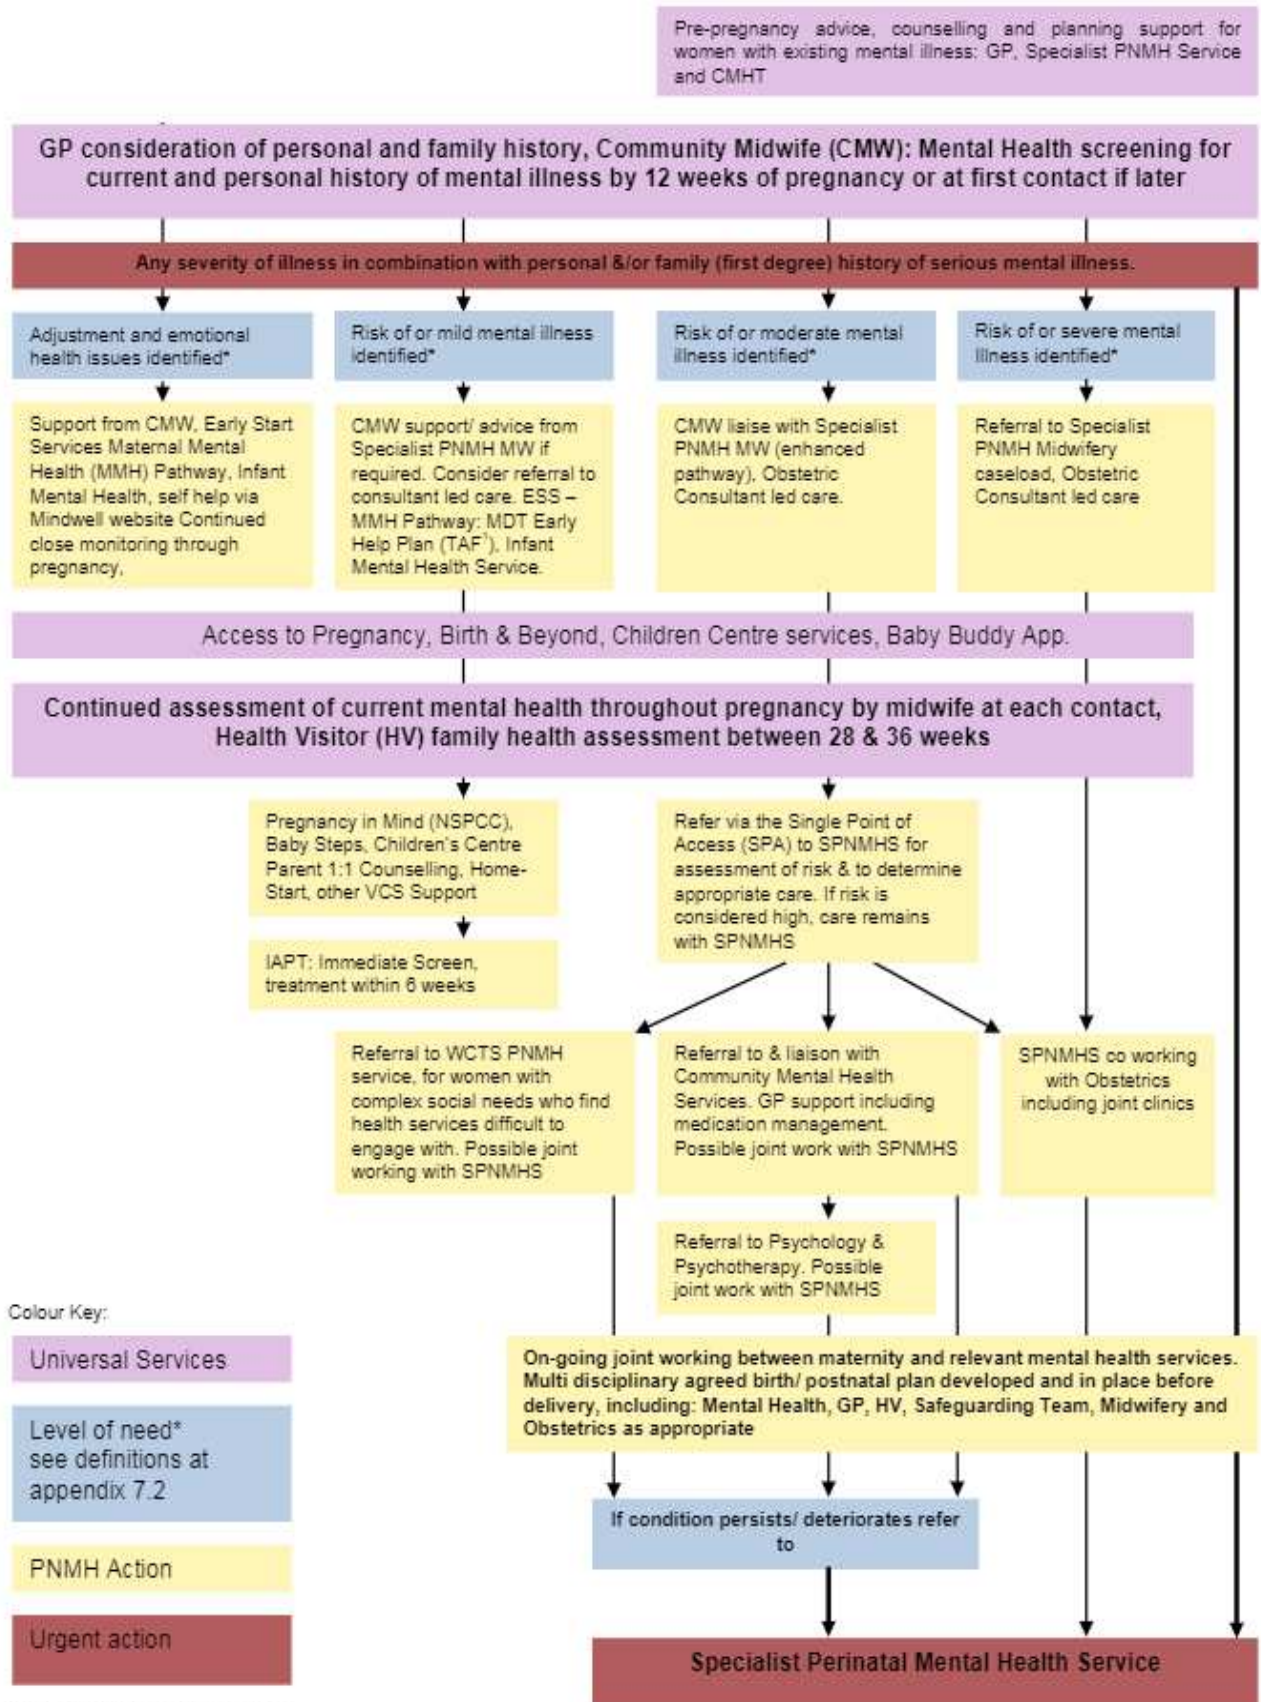 Pre-pregnancy advice, counselling and planning support for
women with existing mental illness: GP, Specialist PNMH Service
and CMHT
GP consideration of personal and family history, Community Midwife (CMW): Mental Health screening for
current and personal history of mental illness by 12 weeks of pregnancy or at first contact if later
Any severity of illness in combination with personal &/or family (first degree) history of serious mental illness.
Adjustment and emotional
health issues identified*
Risk of or mild mental illness
identified*
Risk of or moderate mental
illness identified*
Risk of or severe mental
Illness identified*
Support from CMW, Early Start
Services Maternal Mental
Health (MMH) Pathway, Infant
Mental Health, self help via
Mindwell website Continued
close monitoring through
pregnancy,
CMW support/ advice from
Specialist PNMH MW if
required. Consider referral to
consultant led care. ESS –
MMH Pathway: MDT Early
Help Plan (TAF¹), Infant
Mental Health Service.
CMW liaise with Specialist
PNMH MW (enhanced
pathway), Obstetric
Consultant led care.
Referral to Specialist
PNMH Midwifery
caseload, Obstetric
Consultant led care
Access to Pregnancy, Birth & Beyond, Children Centre services, Baby Buddy App.
Continued assessment of current mental health throughout pregnancy by midwife at each contact,
Health Visitor (HV) family health assessment between 28 & 36 weeks
Pregnancy in Mind (NSPCC),
Baby Steps, Children's Centre
Parent 1:1 Counselling, Home-
Start, other VCS Support
Refer via the Single Point of
Access (SPA) to SPNMHS for
assessment of risk & to determine
appropriate care. If risk is
considered high, care remains
with SPNMHS
IAPT: Immediate Screen,
treatment within 6 weeks
Referral to WCTS PNMH
service, for women with
complex social needs who find
health services difficult to
engage with. Possible joint
working with SPNMHS
Referral to & liaison with
Community Mental Health
Services. GP support including
medication management.
Possible joint work with SPNMHS
SPNMHS co working
with Obstetrics
including joint clinics
Referral to Psychology &
Psychotherapy. Possible
joint work with SPNMHS
On-going joint working between maternity and relevant mental health services.
Multi disciplinary agreed birth/ postnatal plan developed and in place before
delivery, including: Mental Health, GP, HV, Safeguarding Team, Midwifery and
Obstetrics as appropriate
If condition persists/ deteriorates refer
to
Specialist Perinatal Mental Health Service
Colour Key:
Universal Services
Level of need*
see definitions at
appendix 7.2
PNMH Action
Urgent action